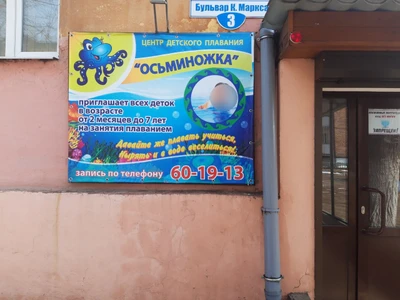 Бульвар К. Маркса
3
ЦЕНТР ДЕТСКОГО ПЛАВАНИЯ
"ОСЬМИНОЖКА"
приглашает всех деток
в возрасте
от 2 месяцев до 7 лет
на занятия плаванием
Давайте же плавать учиться,
Нырять и в воде веселиться!
запись по телефону 60-19-13
ЗАПРЕЩЕН!